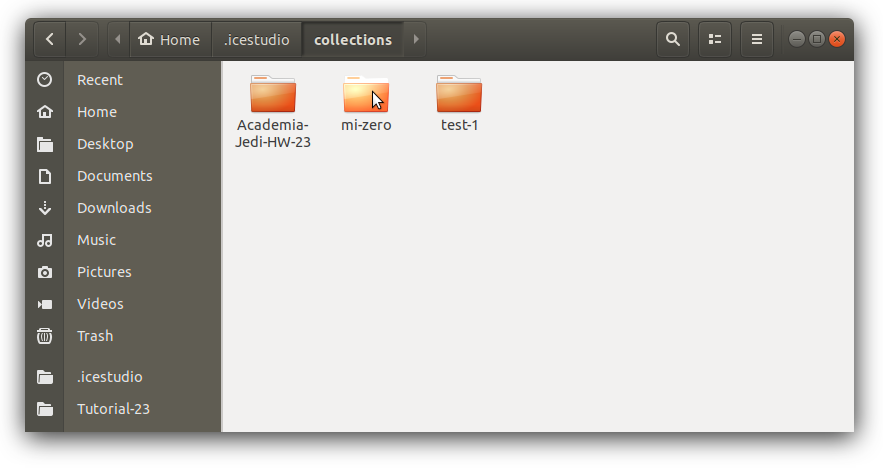 Home .icestudio collections
Recent
Home
Desktop
Documents
Downloads
Music
Pictures
Videos
Trash
.icestudio
Tutorial-23
Academia-
Jedi-HW-23
mi-zero
test-1